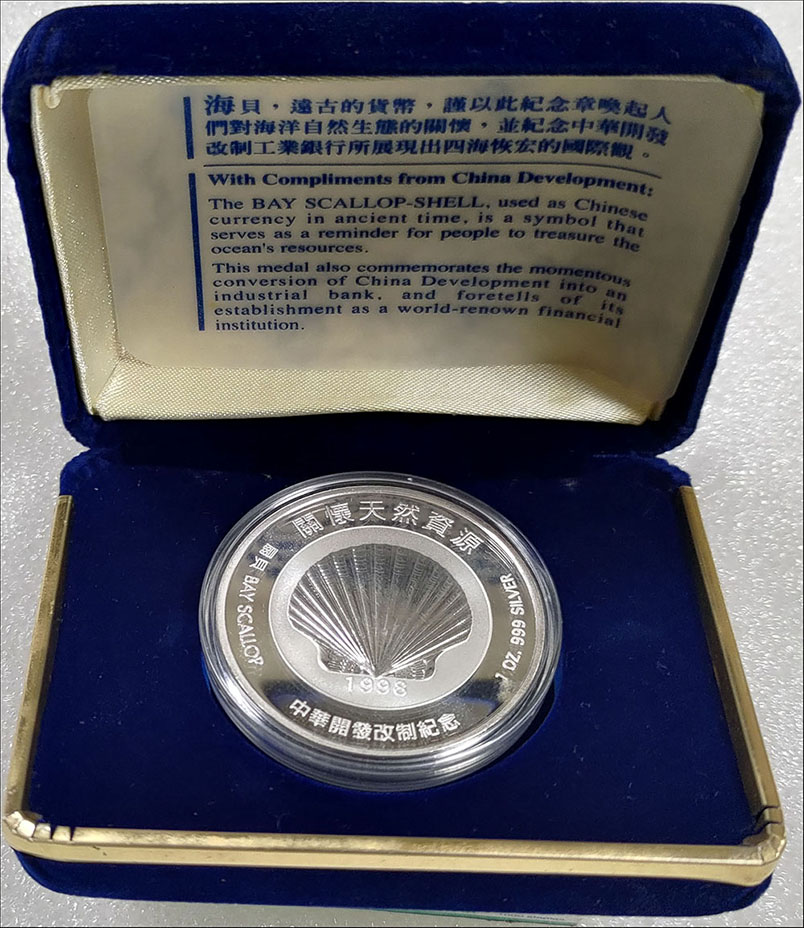 海貝，遠古的貨幣，謹以此紀念章喚起人
們對海洋自然生態的關懷，並紀念中華開發
改制工業銀行所展現出四海恢宏的國際觀。
With Compliments from China Development:
The BAY SCALLOP-SHELL, used as Chinese
currency in ancient time, is a symbol that
serves as a reminder for people to treasure the
ocean's resources.
This medal also commemorates the momentous
conversion of China Development into an
industrial bank, and foretells of its
establishment as a world-renown financial
institution.
關懷天然資源
貝 BAY SCALLOP
1 OZ. 999 SILVER
1998
中華開發改制紀念